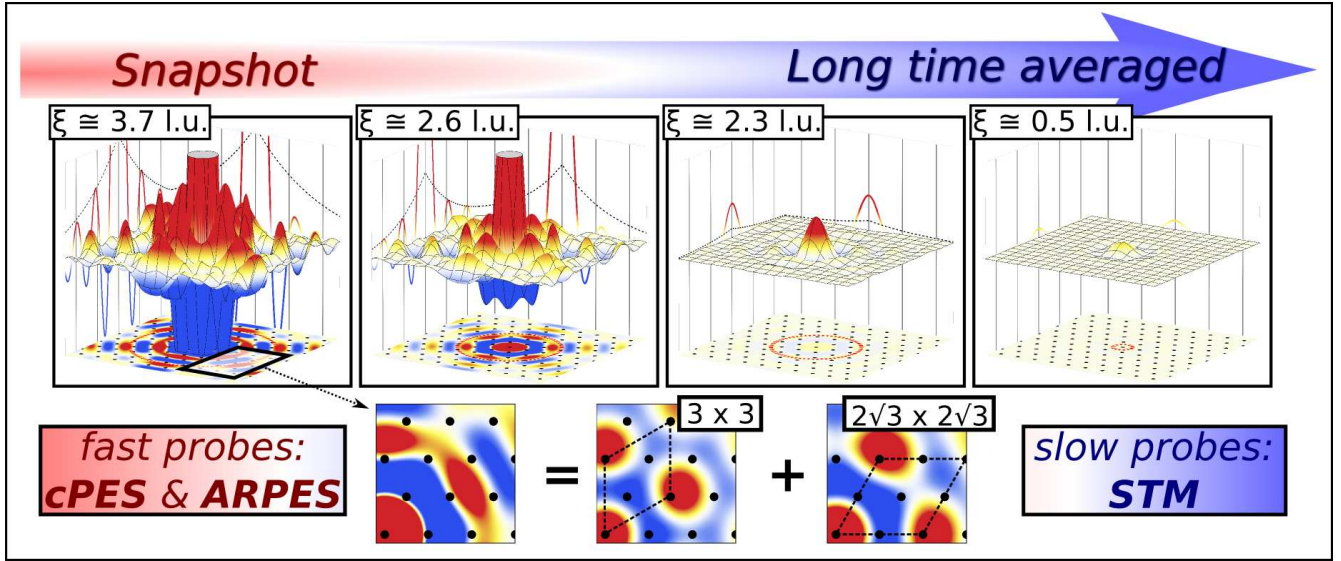 Snapshot
Long time averaged
ξ ≅ 3.7 l.u.
ξ ≅ 2.6 l.u.
ξ ≅ 2.3 l.u.
ξ ≅ 0.5 l.u.
fast probes:
cPES & ARPES
=
3 x 3
+
2√3 x 2√3
slow probes:
STM